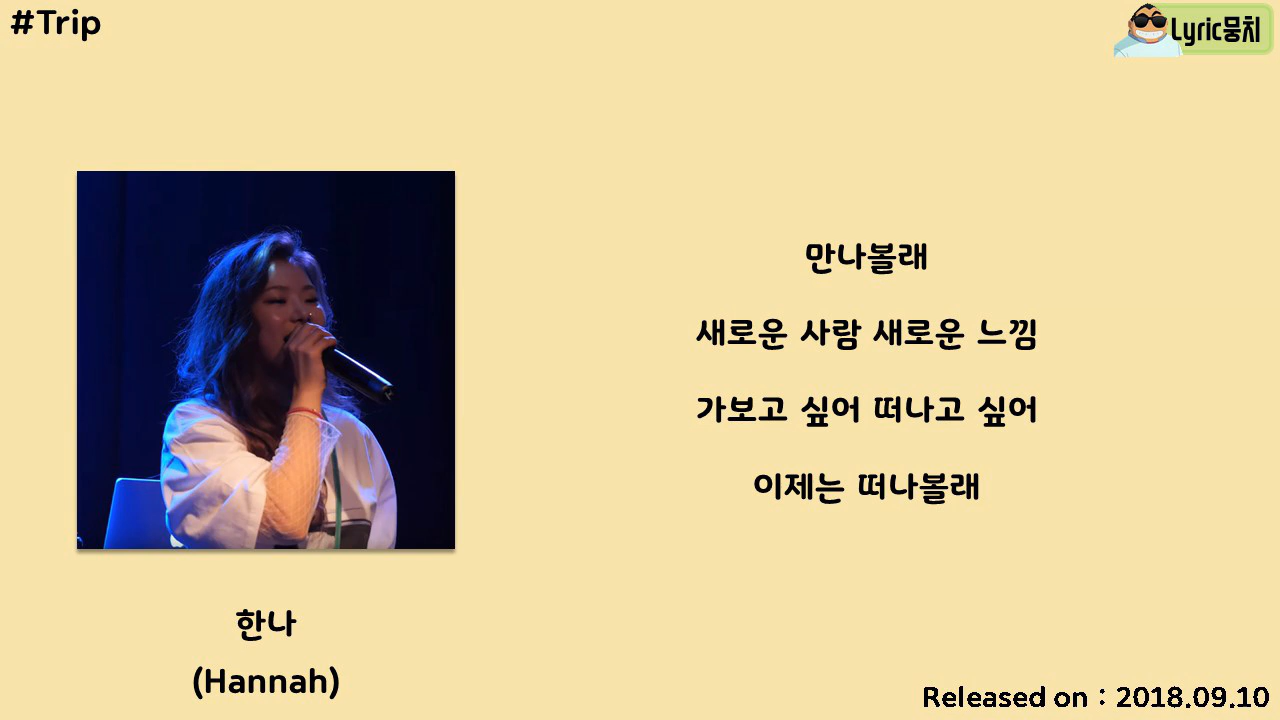 #Trip
Lyric뭉치
만나볼래
새로운 사람 새로운 느낌
가보고 싶어 떠나고 싶어
이제는 떠나볼래
한나
(Hannah)
Released on : 2018.09.10